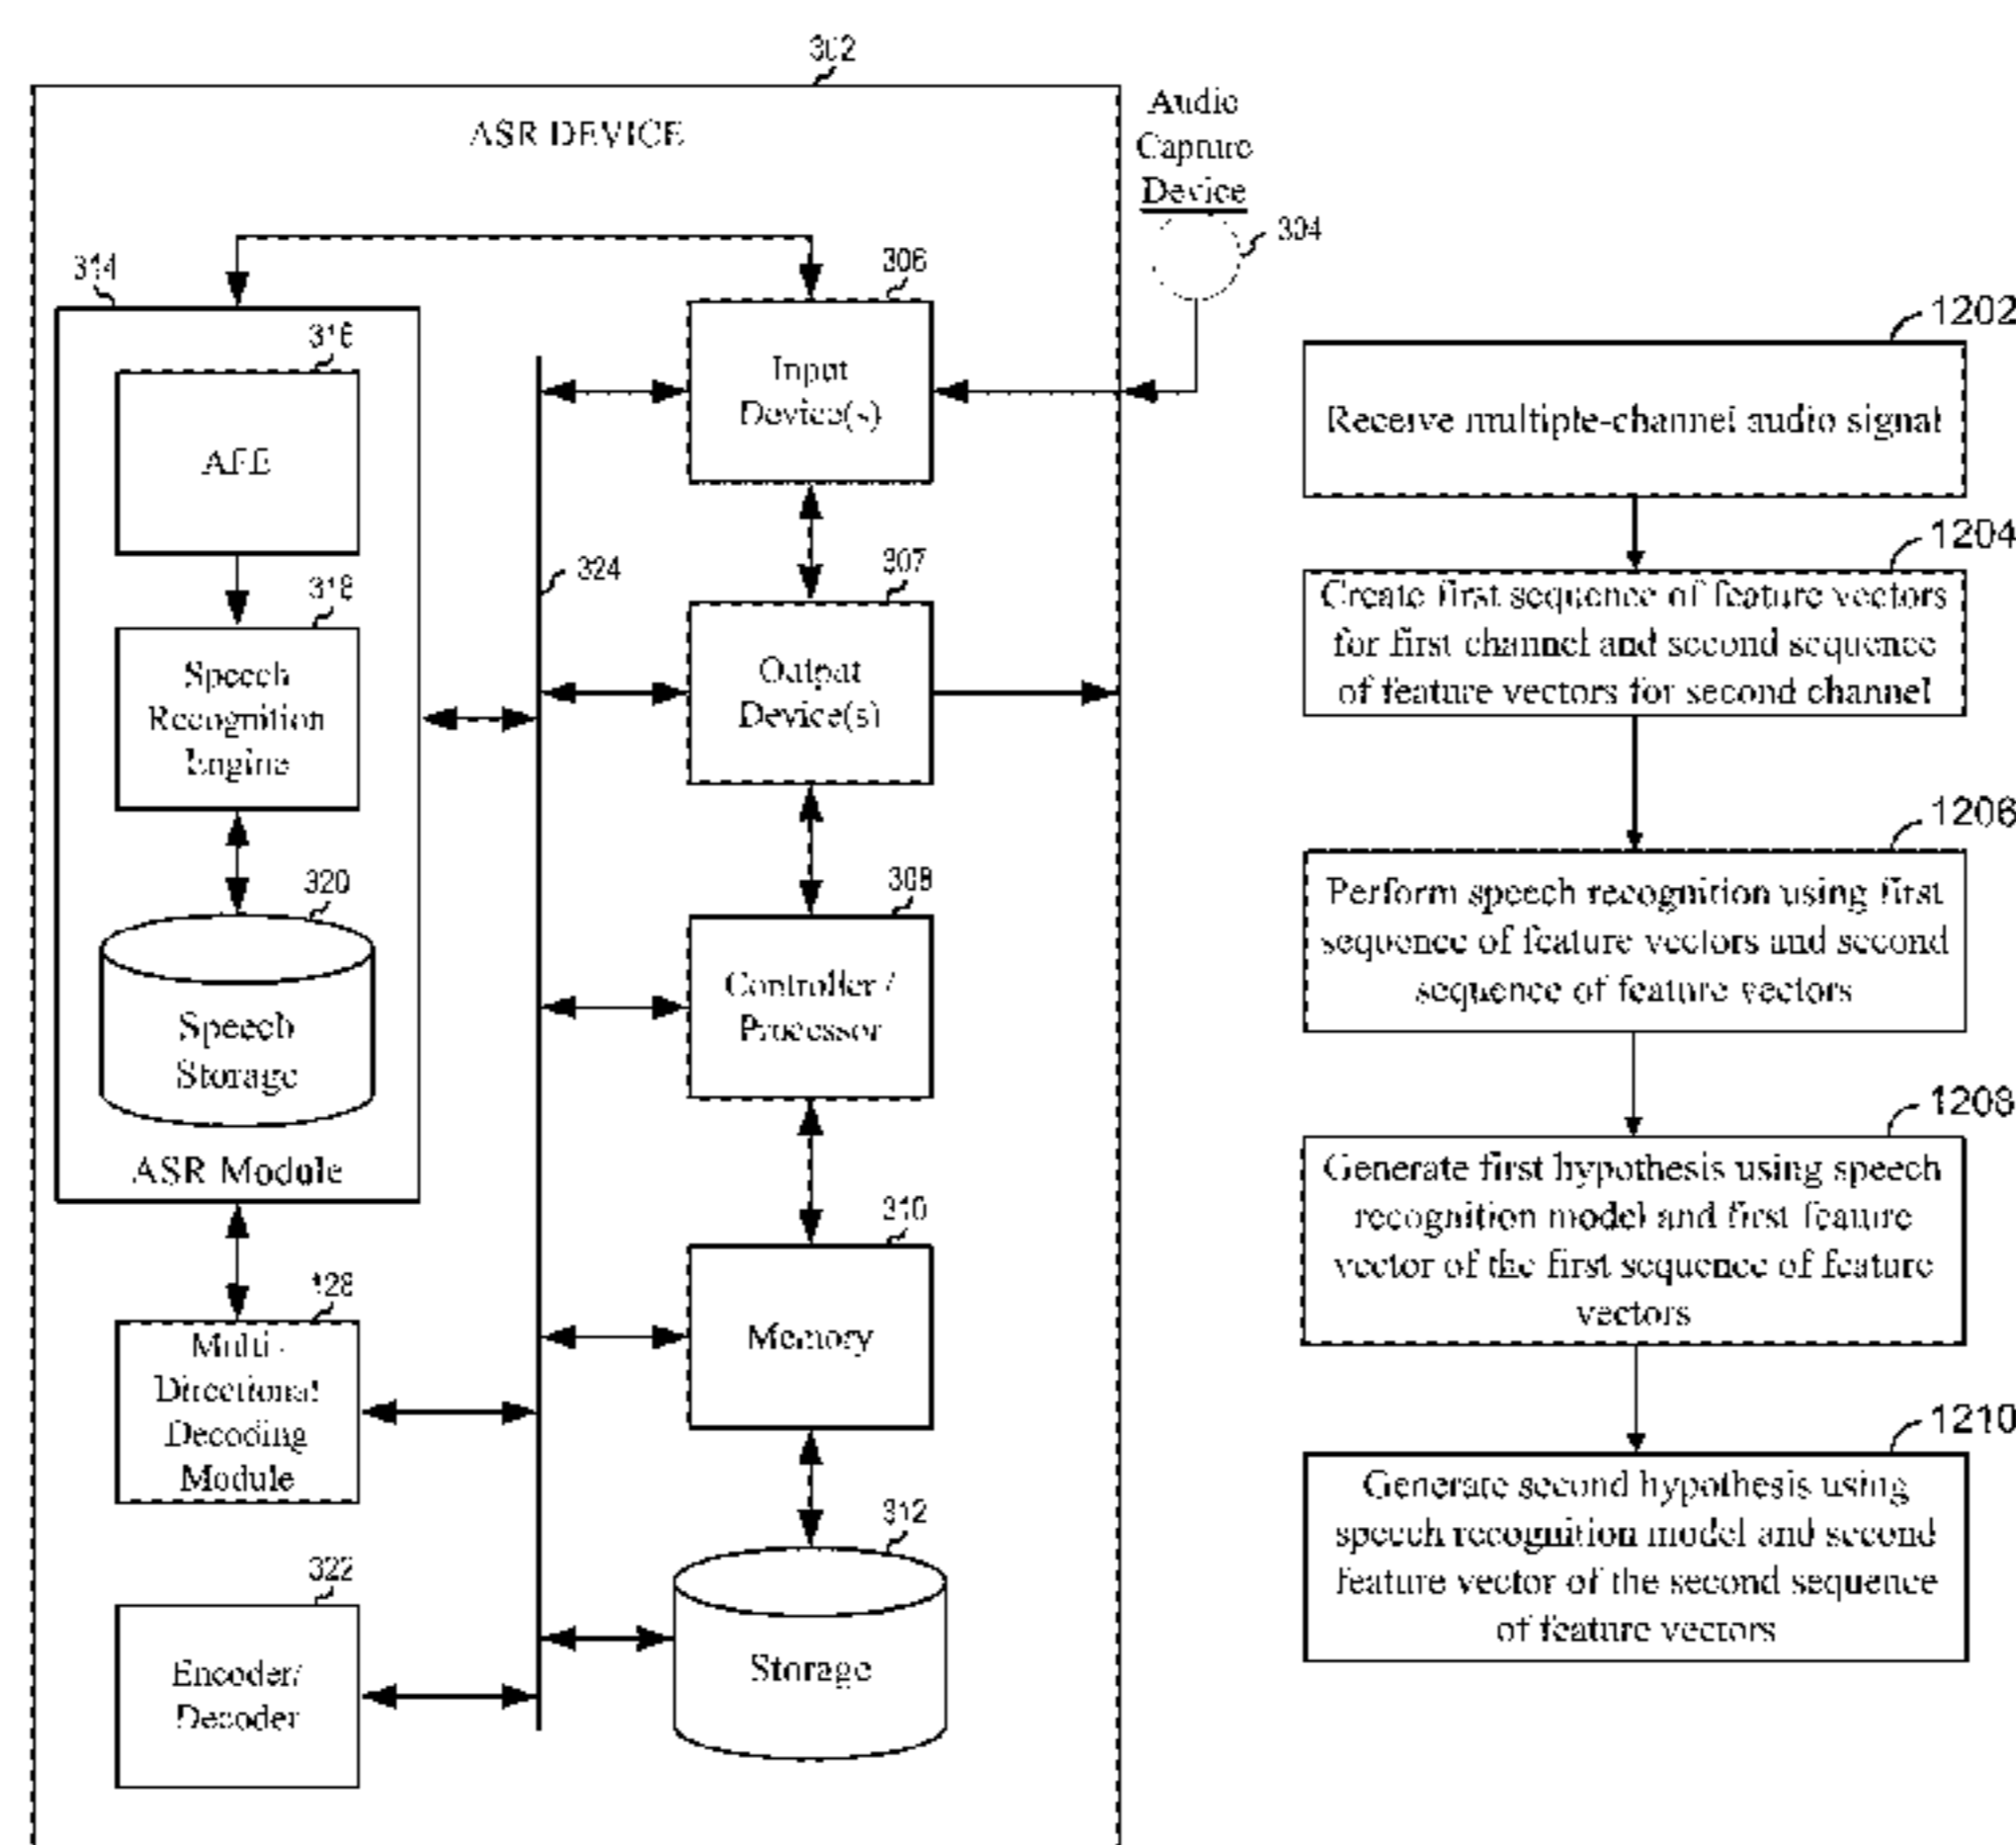 302
ASR DEVICE
Audio
Capture
Device
304
314
316
AFE
318
Speech
Recognition
Engine
320
Speech
Storage
ASR Module
128
Multi-
Directional
Decoding
Module
322
Encoder/
Decoder
324
306
Input
Device(s)
307
Output
Device(s)
308
Controller /
Processor
310
Memory
312
Storage
1202
Receive multiple-channel audio signal
1204
Create first sequence of feature vectors
for first channel and second sequence
of feature vectors for second channel
1206
Perform speech recognition using first
sequence of feature vectors and second
sequence of feature vectors
1208
Generate first hypothesis using speech
recognition model and first feature
vector of the first sequence of feature
vectors
1210
Generate second hypothesis using
speech recognition model and second
feature vector of the second sequence
of feature vectors